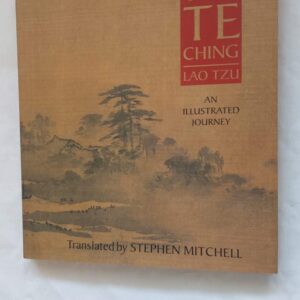 TE
CHING
LAO TZU
AN
ILLUSTRATED
JOURNEY
Translated by STEPHEN MITCHELL